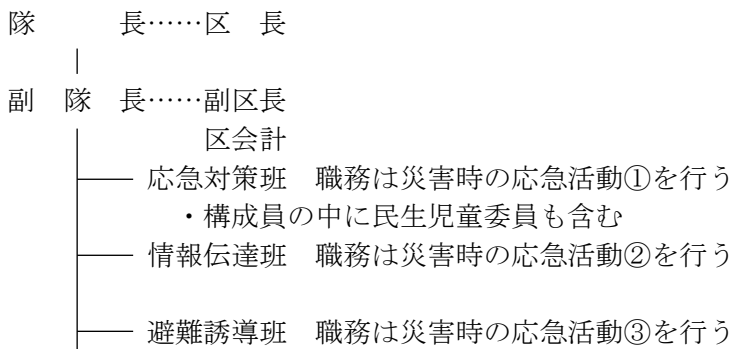 隊　　　長……区　長
副　隊　長……副区長
区会計
応急対策班　職務は災害時の応急活動①を行う
・構成員の中に民生児童委員も含む
情報伝達班　職務は災害時の応急活動②を行う
避難誘導班　職務は災害時の応急活動③を行う